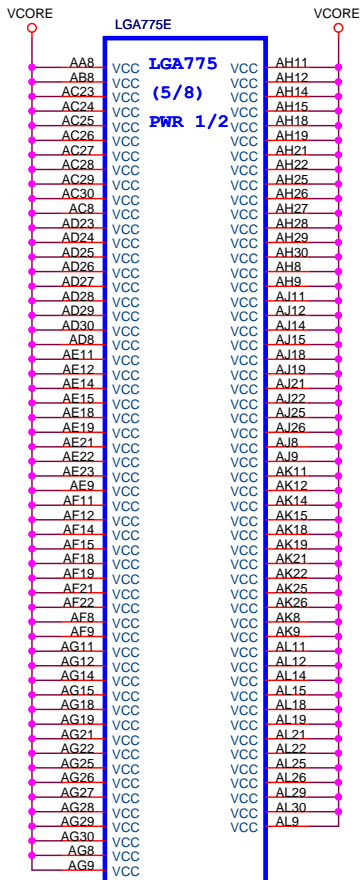 VCORE LGA775E VCORE
AA8 VCC LGA775 VCC AH11
AB8 VCC VCC AH12
AC23 VCC (5/8) VCC AH14
AC24 VCC VCC AH15
AC25 VCC PWR 1/2 VCC AH18
AC26 VCC VCC AH19
AC27 VCC VCC AH21
AC28 VCC VCC AH22
AC29 VCC VCC AH25
AC30 VCC VCC AH26
AC8 VCC VCC AH27
AD23 VCC VCC AH28
AD24 VCC VCC AH29
AD25 VCC VCC AH30
AD26 VCC VCC AH8
AD27 VCC VCC AH9
AD28 VCC VCC AJ11
AD29 VCC VCC AJ12
AD30 VCC VCC AJ14
AD8 VCC VCC AJ15
AE11 VCC VCC AJ18
AE12 VCC VCC AJ19
AE14 VCC VCC AJ21
AE15 VCC VCC AJ22
AE18 VCC VCC AJ25
AE19 VCC VCC AJ26
AE21 VCC VCC AJ8
AE22 VCC VCC AJ9
AE23 VCC VCC AK11
AE9 VCC VCC AK12
AF11 VCC VCC AK14
AF12 VCC VCC AK15
AF14 VCC VCC AK18
AF15 VCC VCC AK19
AF18 VCC VCC AK21
AF19 VCC VCC AK22
AF21 VCC VCC AK25
AF22 VCC VCC AK26
AF8 VCC VCC AK8
AF9 VCC VCC AK9
AG11 VCC VCC AL11
AG12 VCC VCC AL12
AG14 VCC VCC AL14
AG15 VCC VCC AL15
AG18 VCC VCC AL18
AG19 VCC VCC AL19
AG21 VCC VCC AL21
AG22 VCC VCC AL22
AG25 VCC VCC AL25
AG26 VCC VCC AL26
AG27 VCC VCC AL29
AG28 VCC VCC AL30
AG29 VCC VCC AL9
AG30 VCC
AG8 VCC
AG9 VCC